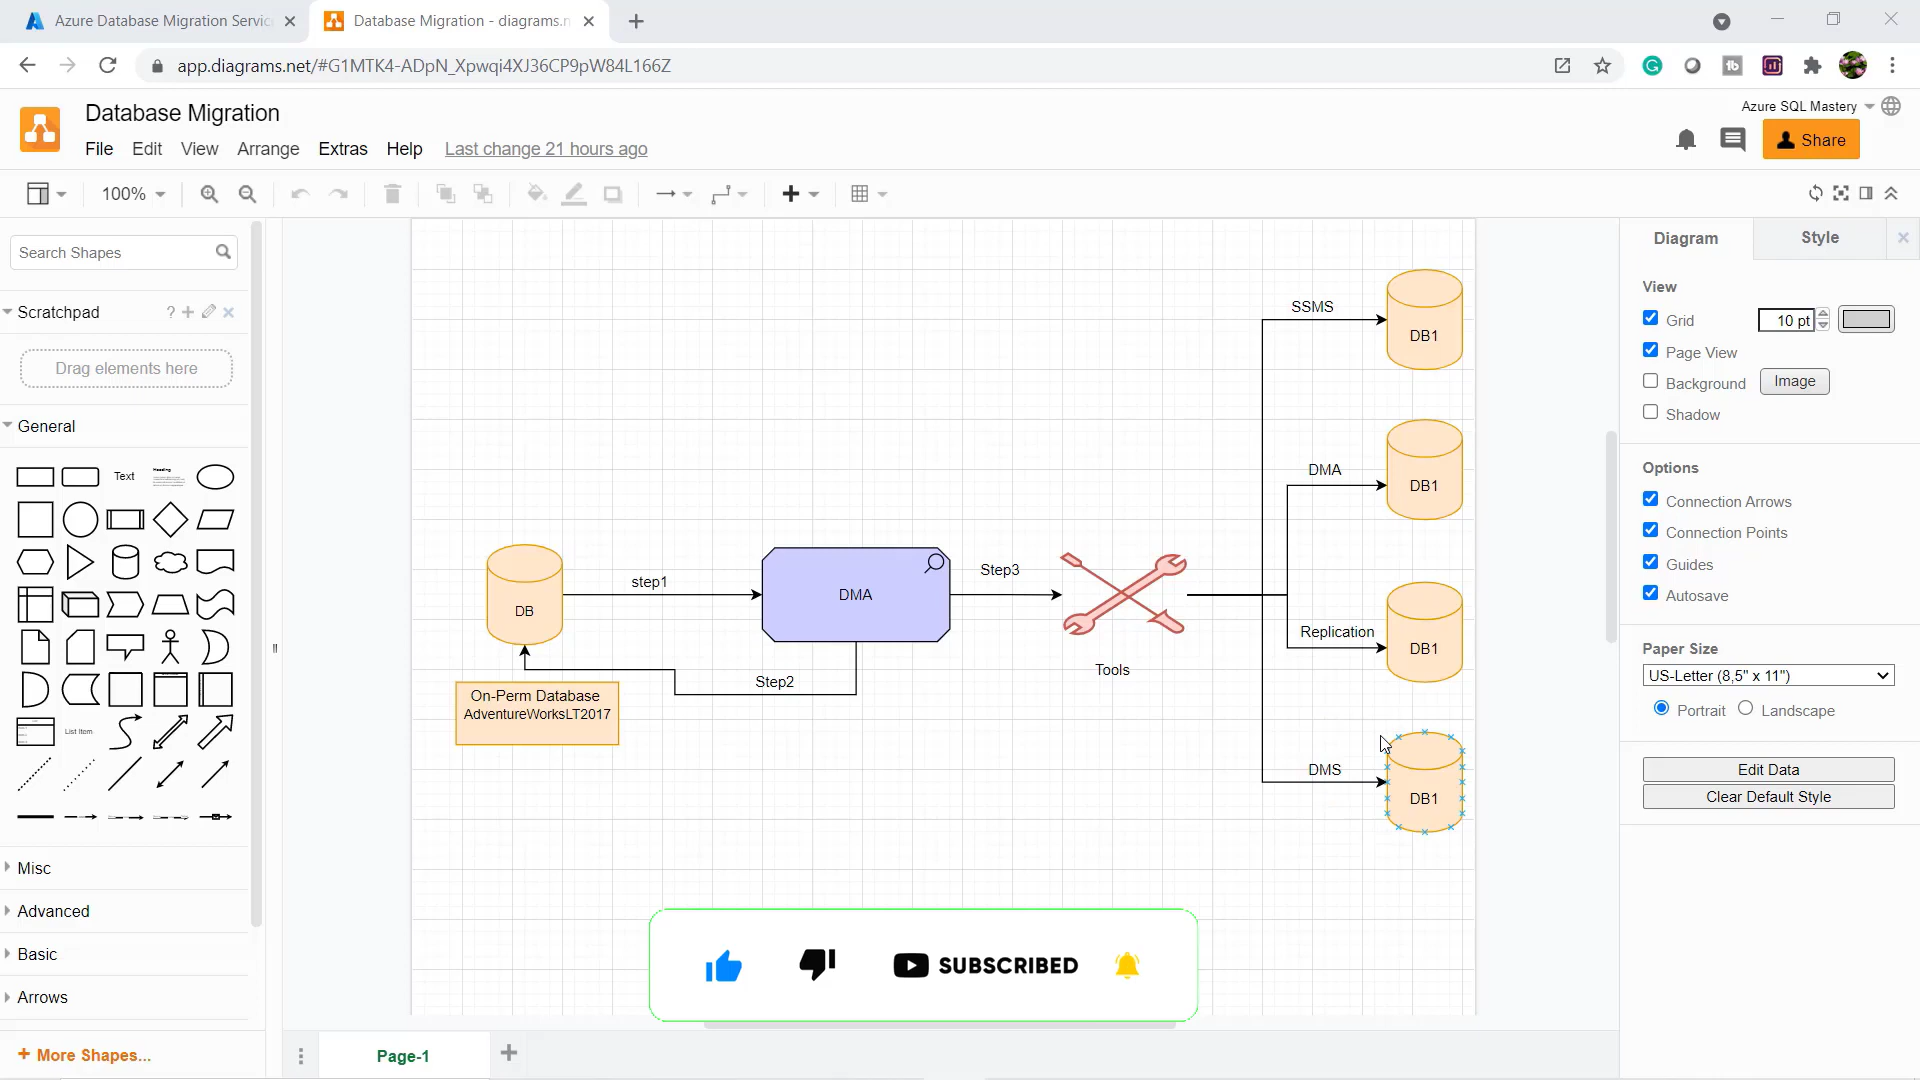 Azure Database Migration Servic
Database Migration - diagrams.n
app.diagrams.net/#G1MTK4-ADpN_Xpwqi4XJ36CP9pW84L166Z
Database Migration
Azure SQL Mastery
File Edit View Arrange Extras Help Last change 21 hours ago
Share
100%
Search Shapes
Scratchpad
?
Drag elements here
General
Text
Heading
List Item
Misc
Advanced
Basic
Arrows
+ More Shapes...
SSMS
DB1
DMA
DB1
step1
DB
DMA
Step3
Replication
DB1
Tools
Step2
On-Perm Database
AdventureWorksLT2017
DMS
DB1
SUBSCRIBED
Page-1
Diagram
Style
View
Grid
10 pt
Page View
Background
Image
Shadow
Options
Connection Arrows
Connection Points
Guides
Autosave
Paper Size
US-Letter (8,5" x 11")
Portrait
Landscape
Edit Data
Clear Default Style